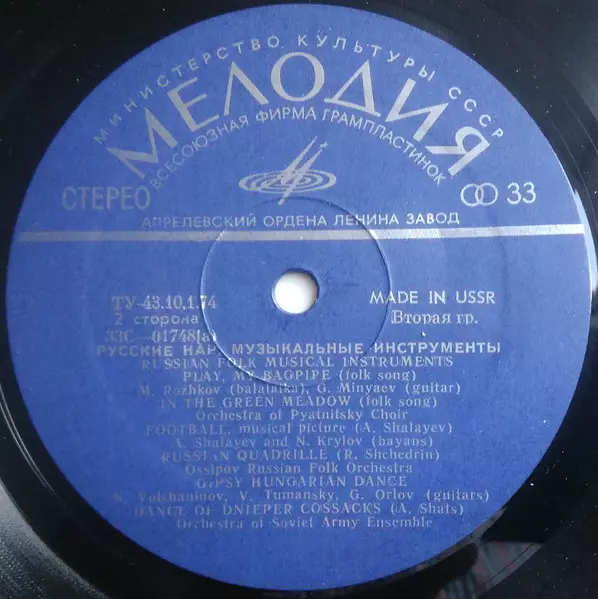 МИНИСТЕРСТВО КУЛЬТУРЫ СССР
МЕЛОДИЯ
ВСЕСОЮЗНАЯ ФИРМА ГРАМПЛАСТИНОК
СТЕРЕО 33
АПРЕЛЕВСКИЙ ОРДЕНА ЛЕНИНА ЗАВОД
ТУ-43.10.1.74 MADE IN USSR
2 сторона Вторая гр.
33С—01748(а)
РУССКИЕ НАР. МУЗЫКАЛЬНЫЕ ИНСТРУМЕНТЫ
RUSSIAN FOLK MUSICAL INSTRUMENTS
PLAY, MY BAGPIPE (folk song)
M. Rozhkov (balalaika), G. Minyaev (guitar)
IN THE GREEN MEADOW (folk song)
Orchestra of Pyatnitsky Choir
FOOTBALL, musical picture (A. Shalayev)
A. Shalayev and N. Krylov (bayans)
RUSSIAN QUADRILLE (R. Shchedrin)
Ossipov Russian Folk Orchestra
GIPSY HUNGARIAN DANCE
N. Volshaninov, V. Tumansky, G. Orlov (guitars)
DANCE OF DNIEPER COSSACKS (A. Shats)
Orchestra of Soviet Army Ensemble